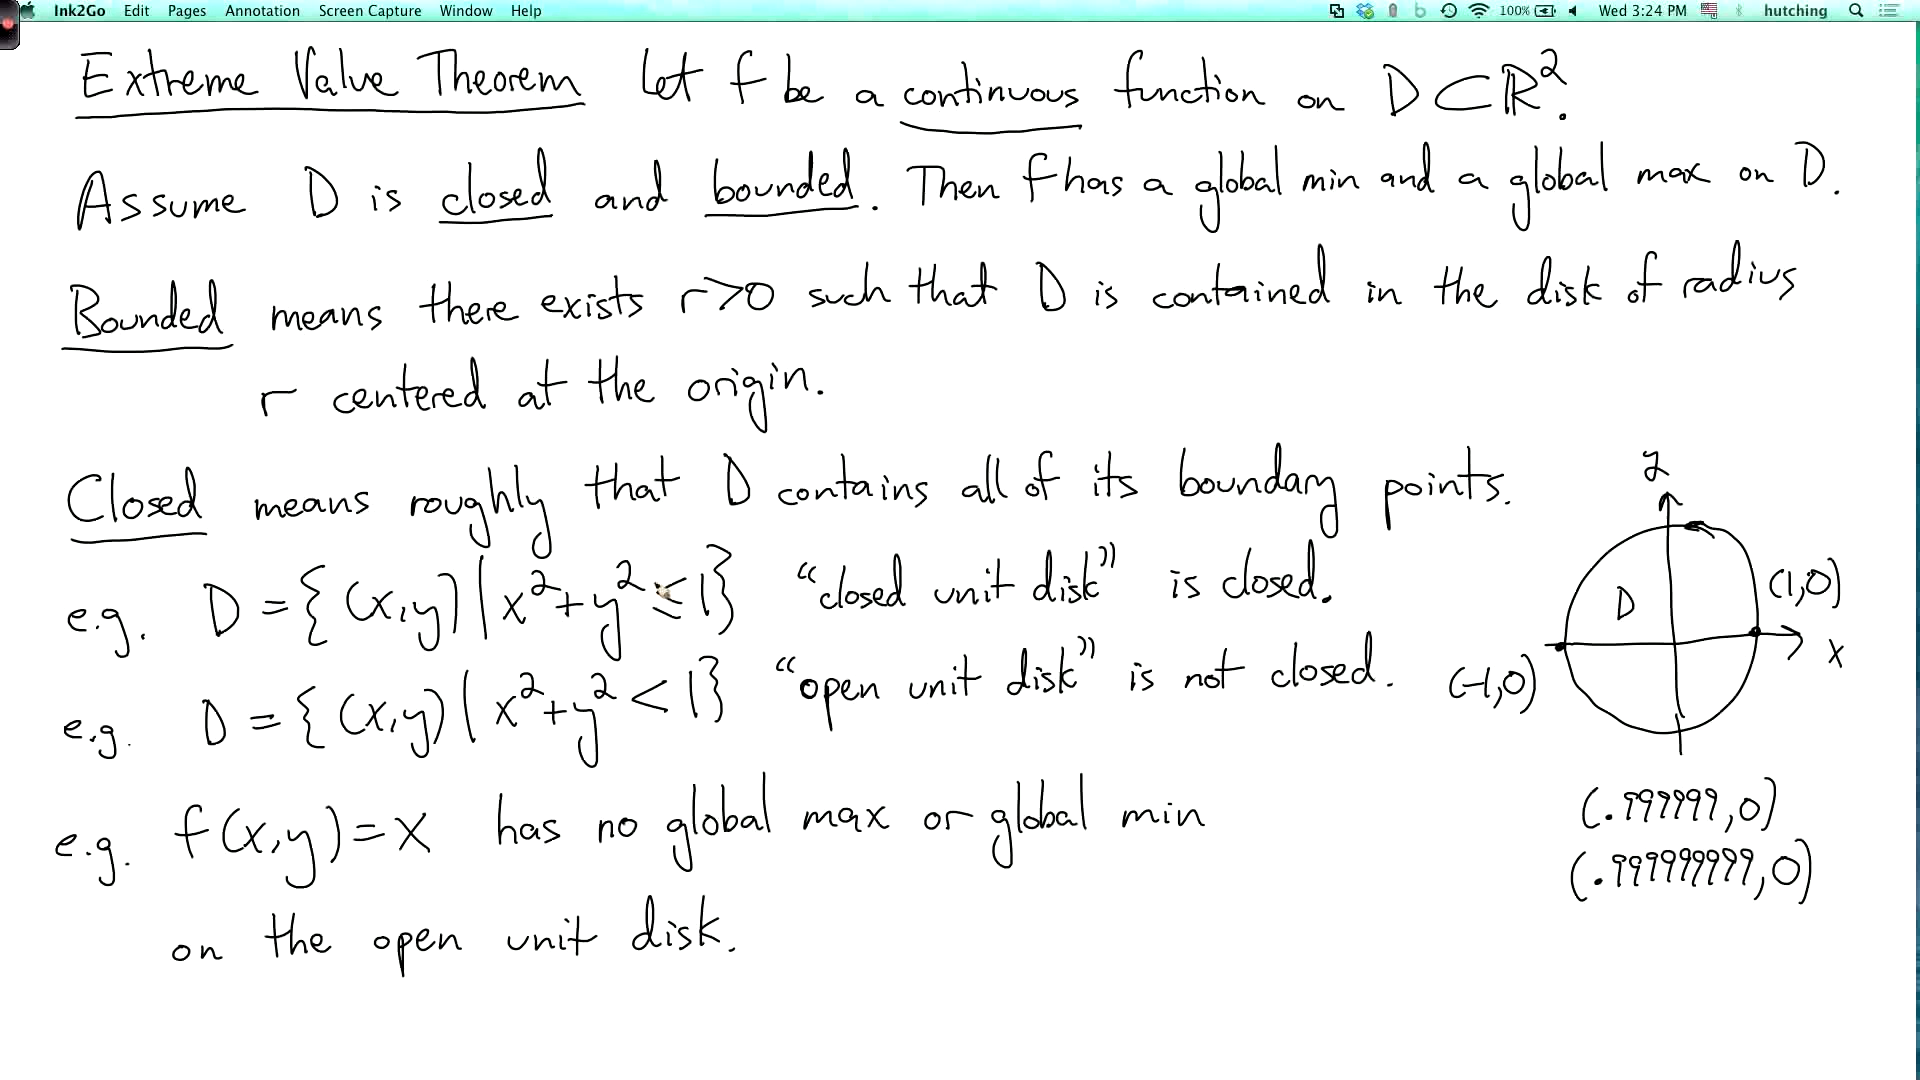 Ink2Go Edit Pages Annotation Screen Capture Window Help 100% Wed 3:24 PM hutching
Extreme Value Theorem Let f be a continuous function on D⊂ℝ².
Assume D is closed and bounded. Then f has a global min and a global max on D.
Bounded means there exists r>0 such that D is contained in the disk of radius
r centered at the origin.
Closed means roughly that D contains all of its boundary points.
e.g. D = {(x,y) | x²+y² ≤ 1} "closed unit disk" is closed.
e.g. D = {(x,y) | x²+y² < 1} "open unit disk" is not closed.
e.g. f(x,y)=x has no global max or global min
on the open unit disk.
y
D
(1,0)
x
(-1,0)
(.999999,0)
(.999999999,0)